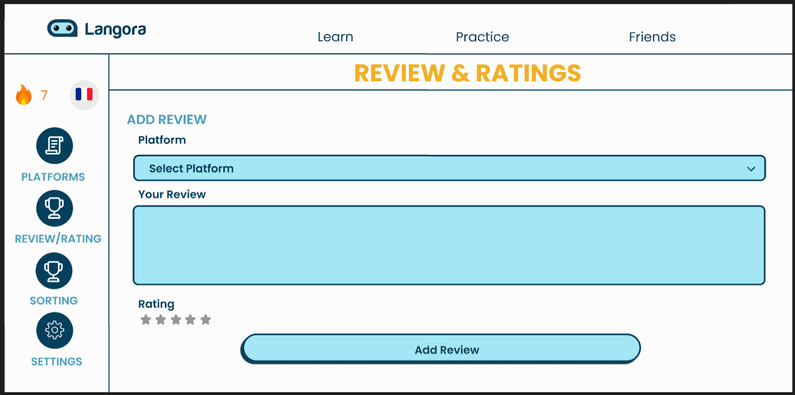 Langora
Learn
Practice
Friends
7
PLATFORMS
REVIEW/RATING
SORTING
SETTINGS
REVIEW & RATINGS
ADD REVIEW
Platform
Select Platform
Your Review
Rating
Add Review